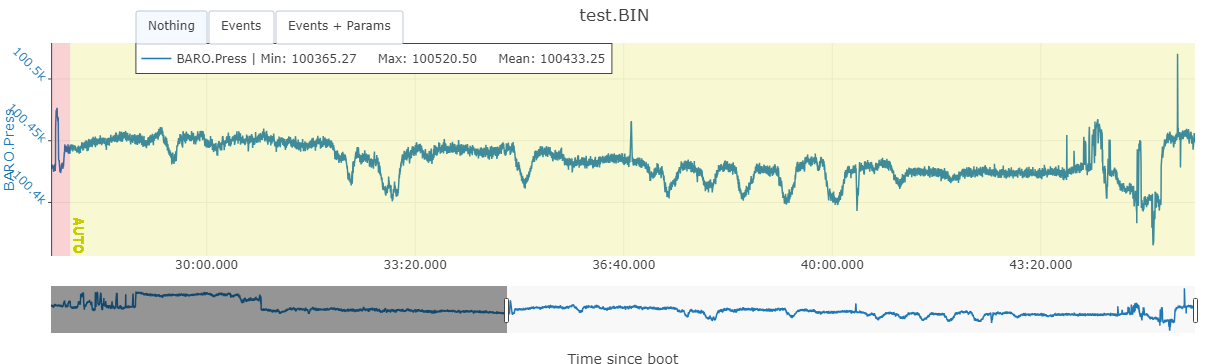 test.BIN
Nothing Events Events + Params
BARO.Press | Min: 100365.27 Max: 100520.50 Mean: 100433.25
100.5k
100.45k
100.4k
BARO.Press
AUTO
30:00.000 33:20.000 36:40.000 40:00.000 43:20.000
Time since boot